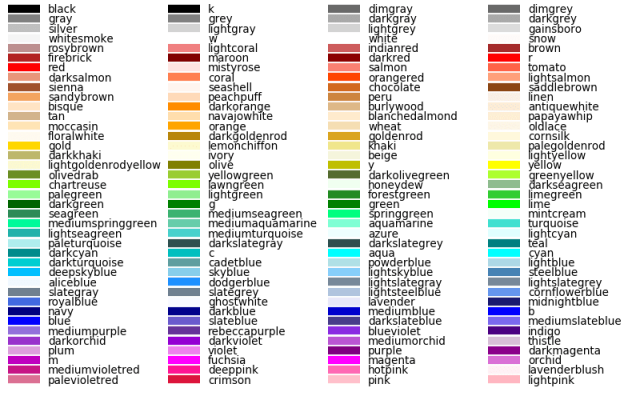 black k dimgray dimgrey
gray grey darkgray darkgrey
silver lightgray lightgrey gainsboro
whitesmoke w white snow
rosybrown lightcoral indianred brown
firebrick maroon darkred r
red mistyrose salmon tomato
darksalmon coral orangered lightsalmon
sienna seashell chocolate saddlebrown
sandybrown peachpuff peru linen
bisque darkorange burlywood antiquewhite
tan navajowhite blanchedalmond papayawhip
moccasin orange wheat oldlace
floralwhite darkgoldenrod goldenrod cornsilk
gold lemonchiffon khaki palegoldenrod
darkkhaki ivory beige lightyellow
lightgoldenrodyellow olive y yellow
olivedrab yellowgreen darkolivegreen greenyellow
chartreuse lawngreen honeydew darkseagreen
palegreen lightgreen forestgreen limegreen
darkgreen g green lime
seagreen mediumseagreen springgreen mintcream
mediumspringgreen mediumaquamarine aquamarine turquoise
lightseagreen mediumturquoise azure lightcyan
paleturquoise darkslategray darkslategrey teal
darkcyan c aqua cyan
darkturquoise cadetblue powderblue lightblue
deepskyblue skyblue lightskyblue steelblue
aliceblue dodgerblue lightslategray lightslategrey
slategray slategrey lightsteelblue cornflowerblue
royalblue ghostwhite lavender midnightblue
navy darkblue mediumblue b
blue slateblue darkslateblue mediumslateblue
mediumpurple rebeccapurple blueviolet indigo
darkorchid darkviolet mediumorchid thistle
plum violet purple darkmagenta
m fuchsia magenta orchid
mediumvioletred deeppink hotpink lavenderblush
palevioletred crimson pink lightpink